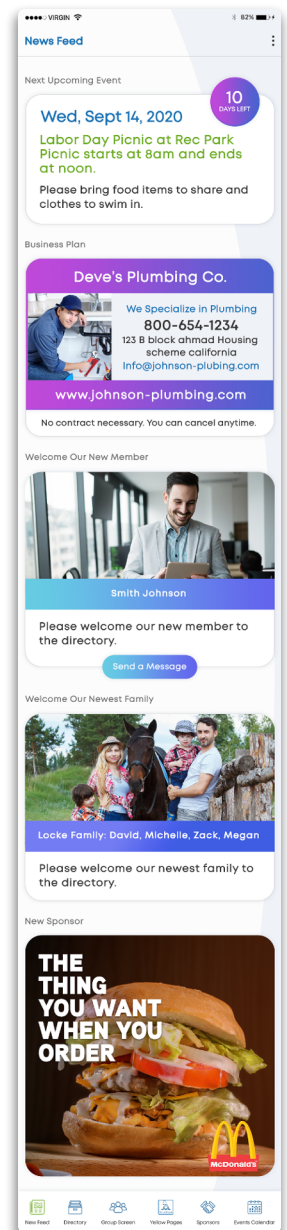 VIRGIN
82%
News Feed
Next Upcoming Event
10
DAYS LEFT
Wed, Sept 14, 2020
Labor Day Picnic at Rec Park
Picnic starts at 8am and ends
at noon.
Please bring food items to share and
clothes to swim in.
Business Plan
Deve's Plumbing Co.
We Specialize in Plumbing
800-654-1234
123 B block ahmad Housing
scheme california
Info@johnson-plubing.com
www.johnson-plumbing.com
No contract necessary. You can cancel anytime.
Welcome Our New Member
Smith Johnson
Please welcome our new member to
the directory.
Send a Message
Welcome Our Newest Family
Locke Family: David, Michelle, Zack, Megan
Please welcome our newest family to
the directory.
New Sponsor
THE
THING
YOU WANT
WHEN YOU
ORDER
McDonald's
New Feed
Directory
Group Screen
Yellow Pages
Sponsors
Events Calendar